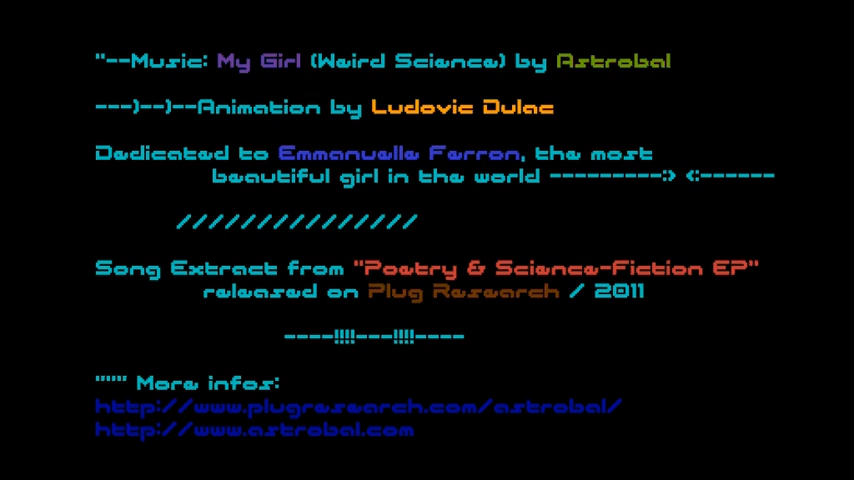 "--Music: My Girl (Weird Science) by Astrobal
---)--)--Animation by Ludovic Dulac
Dedicated to Emmanuelle Ferron, the most
beautiful girl in the world ---------:> <:------
///////////////
Song Extract from "Poetry & Science-Fiction EP"
released on Plug Research / 2011
----!!!!---!!!!----
"""" More infos:
http://www.plugresearch.com/astrobal/
http://www.astrobal.com